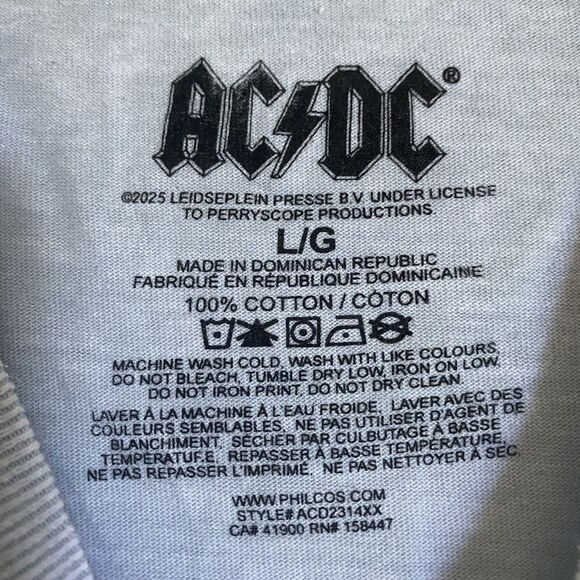 AC⚡DC®
©2025 LEIDSEPLEIN PRESSE B.V. UNDER LICENSE
TO PERRYSCOPE PRODUCTIONS.
L/G
MADE IN DOMINICAN REPUBLIC
FABRIQUÉ EN RÉPUBLIQUE DOMINICAINE
100% COTTON / COTON
MACHINE WASH COLD, WASH WITH LIKE COLOURS,
DO NOT BLEACH, TUMBLE DRY LOW, IRON ON LOW,
DO NOT IRON PRINT, DO NOT DRY CLEAN.
LAVER À LA MACHINE À L'EAU FROIDE, LAVER AVEC DES
COULEURS SEMBLABLES, NE PAS UTILISER D'AGENT DE
BLANCHIMENT, SÉCHER PAR CULBUTAGE À BASSE
TEMPÉRATURE, REPASSER À BASSE TEMPÉRATURE,
NE PAS REPASSER L'IMPRIMÉ, NE PAS NETTOYER À SEC.
WWW.PHILCOS.COM
STYLE# ACD2314XX
CA# 41900 RN# 158447